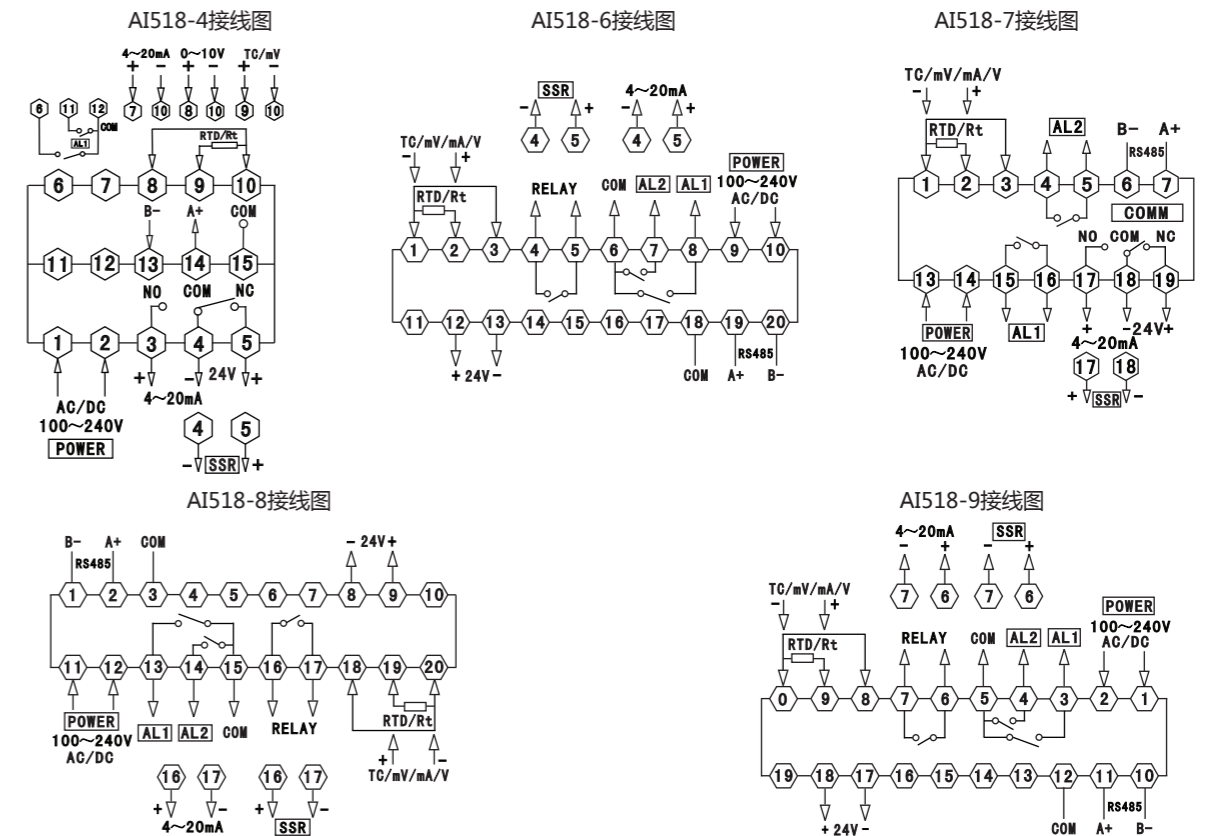 AI518-4接线图
4～20mA 0～10V TC/mV
+ - + - + -
7 10 8 10 9 10
6 11 12
COM
AL1
RTD/Rt
6 7 8 9 10
B- A+ COM
11 12 13 14 15
NO COM NC
1 2 3 4 5
+ - 24V +
4～20mA
AC/DC
100～240V
POWER
4 5
- SSR +
AI518-6接线图
SSR 4～20mA
- + - +
4 5 4 5
TC/mV/mA/V
- +
RTD/Rt
RELAY COM AL2 AL1
POWER
100～240V
AC/DC
1 2 3 4 5 6 7 8 9 10
11 12 13 14 15 16 17 18 19 20
RS485
+ 24V - COM A+ B-
AI518-7接线图
TC/mV/mA/V
- +
RTD/Rt AL2 B- A+
RS485
1 2 3 4 5 6 7
COMM
NO COM NC
13 14 15 16 17 18 19
POWER AL1 + -24V+
100～240V
AC/DC
4～20mA
17 18
+ SSR -
AI518-8接线图
B- A+ COM - 24V+
RS485
1 2 3 4 5 6 7 8 9 10
11 12 13 14 15 16 17 18 19 20
POWER AL1 AL2 COM RELAY RTD/Rt
100～240V
AC/DC
+ -
TC/mV/mA/V
16 17 16 17
+ - + -
4～20mA SSR
AI518-9接线图
4～20mA SSR
- + - +
7 6 7 6
TC/mV/mA/V
- +
RTD/Rt
RELAY COM AL2 AL1
POWER
100～240V
AC/DC
0 9 8 7 6 5 4 3 2 1
19 18 17 16 15 14 13 12 11 10
RS485
+ 24V - COM A+ B-